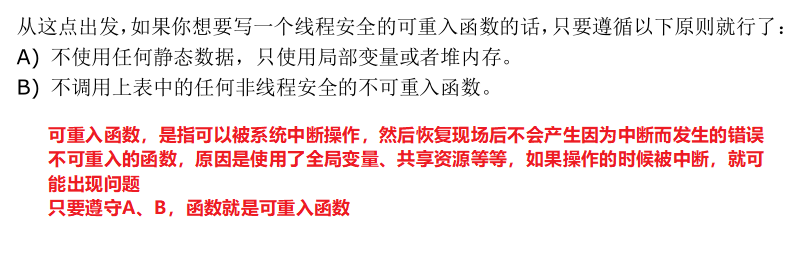 从这点出发,如果你想要写一个线程安全的可重入函数的话,只要遵循以下原则就行了:
A) 不使用任何静态数据，只使用局部变量或者堆内存。
B) 不调用上表中的任何非线程安全的不可重入函数。
可重入函数，是指可以被系统中断操作，然后恢复现场后不会产生因为中断而发生的错误
不可重入的函数，原因是使用了全局变量、共享资源等等，如果操作的时候被中断，就可
能出现问题
只要遵守A、B，函数就是可重入函数